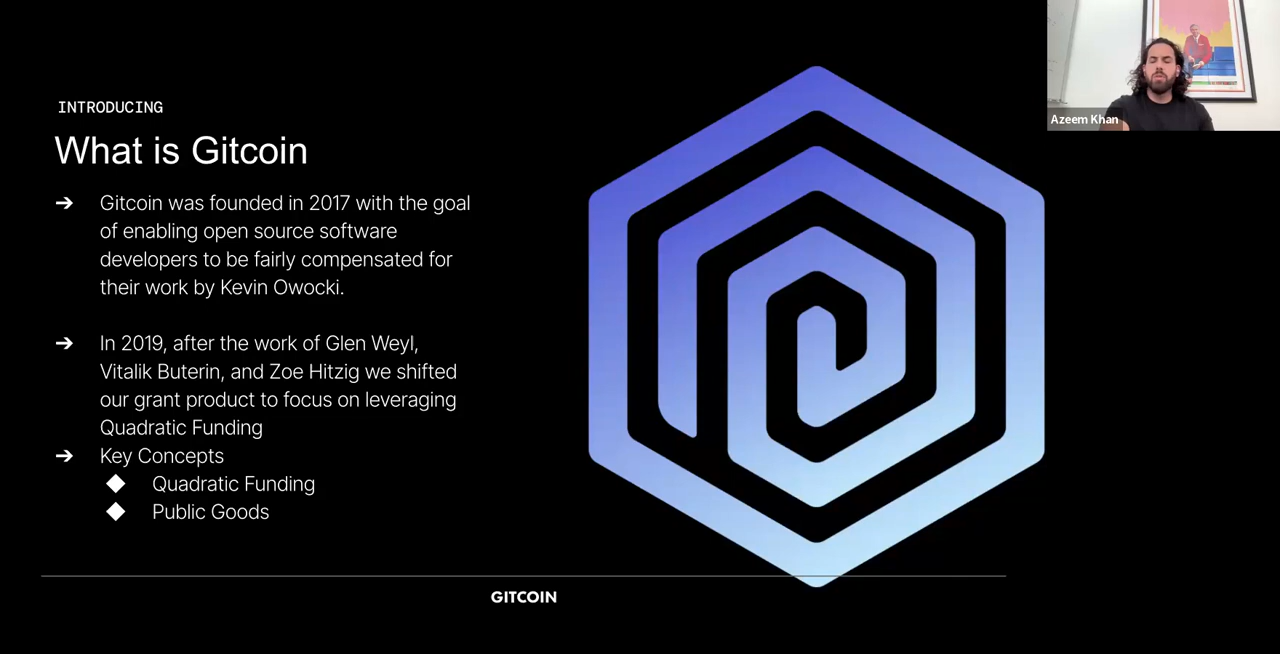 INTRODUCING
What is Gitcoin
Gitcoin was founded in 2017 with the goal
of enabling open source software
developers to be fairly compensated for
their work by Kevin Owocki.
In 2019, after the work of Glen Weyl,
Vitalik Buterin, and Zoe Hitzig we shifted
our grant product to focus on leveraging
Quadratic Funding
Key Concepts
Quadratic Funding
Public Goods
GITCOIN
Azeem Khan